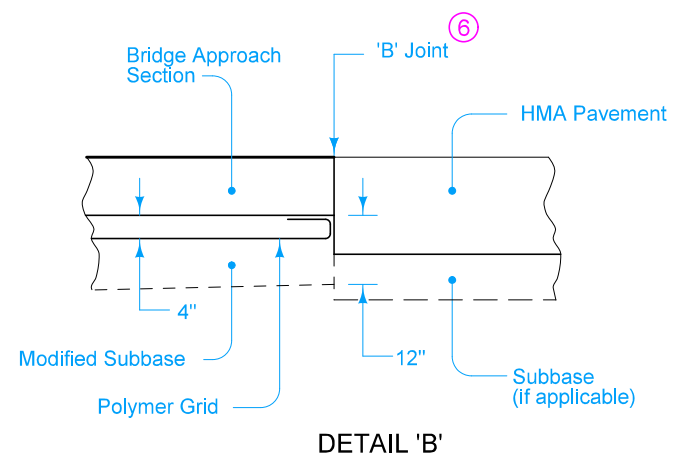 6
'B' Joint
Bridge Approach
Section
HMA Pavement
4"
12"
Modified Subbase
Polymer Grid
Subbase
(if applicable)
DETAIL 'B'